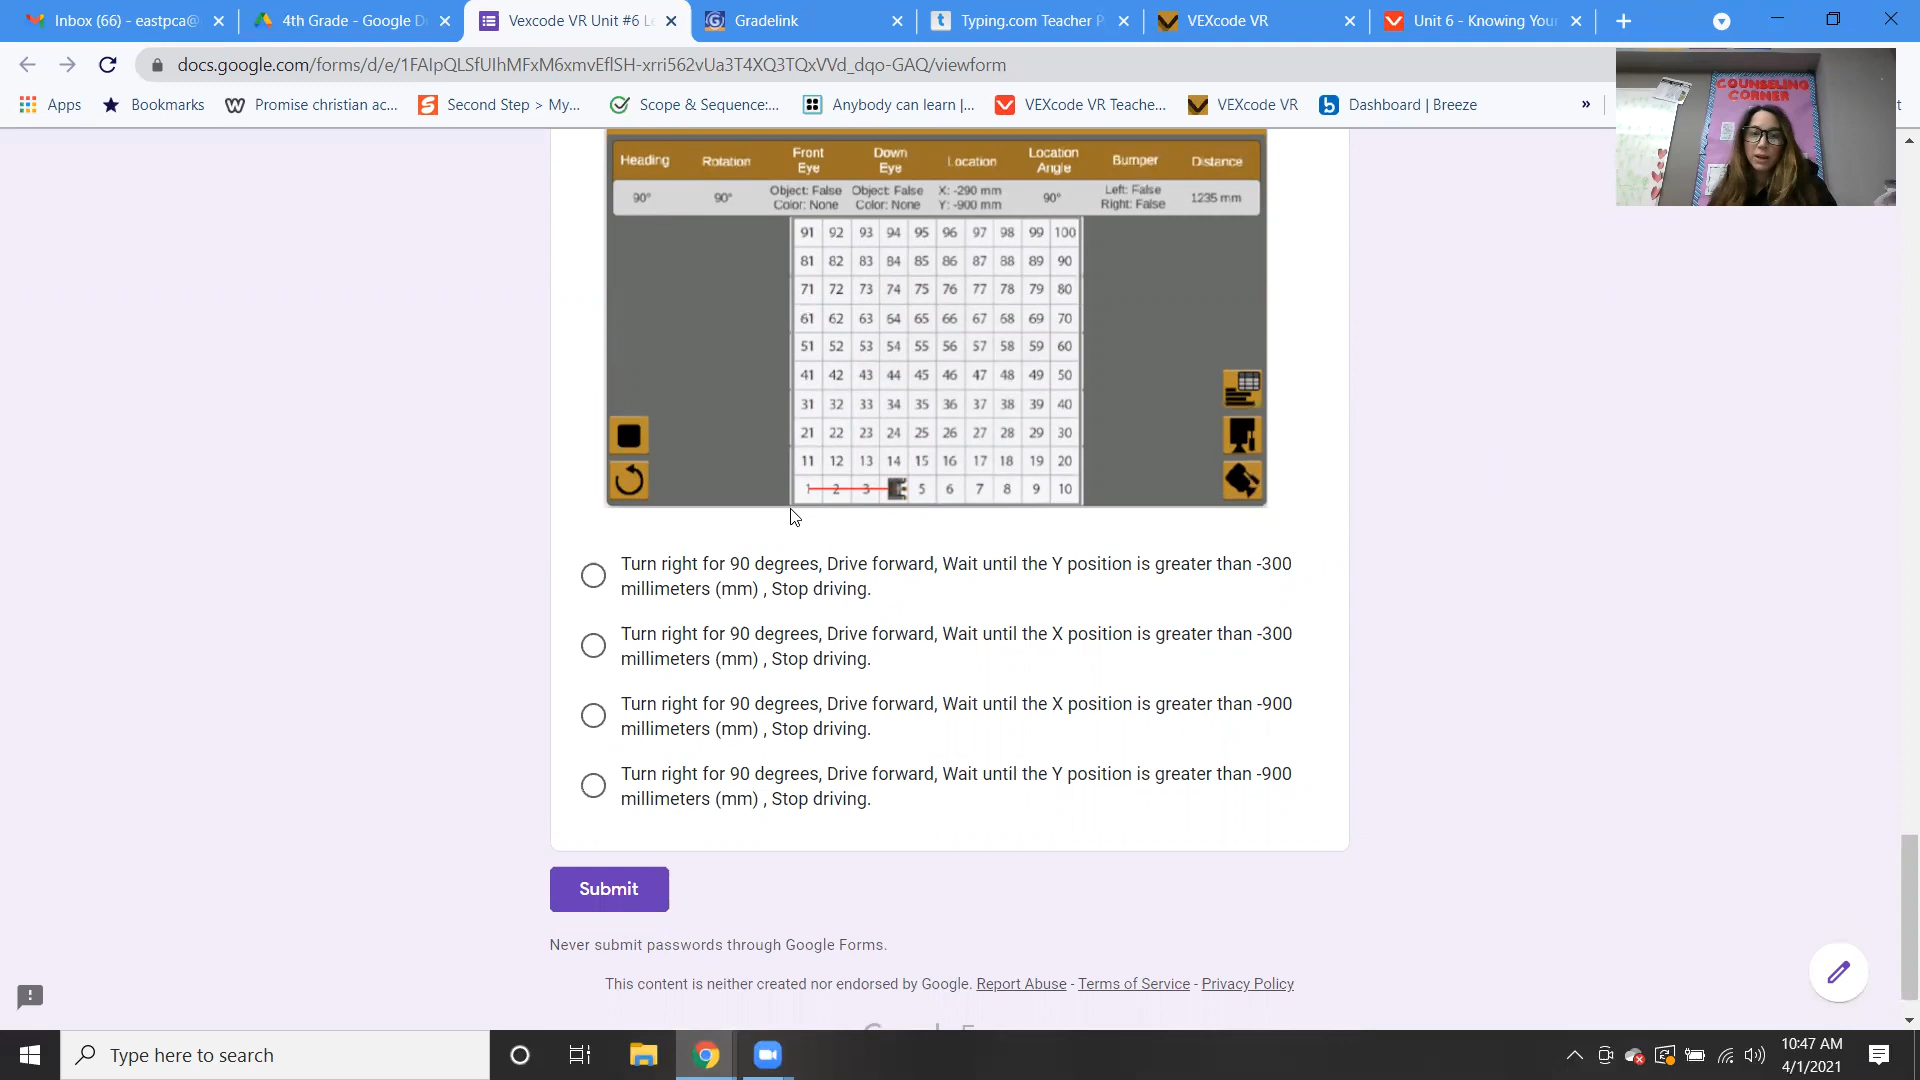 Inbox (66) - eastpca@
4th Grade - Google D
Vexcode VR Unit #6 Le
Gradelink
Typing.com Teacher P
VEXcode VR
Unit 6 - Knowing Your
docs.google.com/forms/d/e/1FAIpQLSfUIhMFxM6xmvEflSH-xrri562vUa3T4XQ3TQxVVd_dqo-GAQ/viewform
Apps
Bookmarks
Promise christian ac...
Second Step > My...
Scope & Sequence:...
Anybody can learn |...
VEXcode VR Teache...
VEXcode VR
Dashboard | Breeze
»
COUNSELING
CORNER
Heading Rotation Front Eye Down Eye Location Location Angle Bumper Distance
90° 90° Object: False Object: False X: -290 mm 90° Left: False 1235 mm
Color: None Color: None Y: -900 mm Right: False
91 92 93 94 95 96 97 98 99 100
81 82 83 84 85 86 87 88 89 90
71 72 73 74 75 76 77 78 79 80
61 62 63 64 65 66 67 68 69 70
51 52 53 54 55 56 57 58 59 60
41 42 43 44 45 46 47 48 49 50
31 32 33 34 35 36 37 38 39 40
21 22 23 24 25 26 27 28 29 30
11 12 13 14 15 16 17 18 19 20
1 2 3 5 6 7 8 9 10
Turn right for 90 degrees, Drive forward, Wait until the Y position is greater than -300
millimeters (mm) , Stop driving.
Turn right for 90 degrees, Drive forward, Wait until the X position is greater than -300
millimeters (mm) , Stop driving.
Turn right for 90 degrees, Drive forward, Wait until the X position is greater than -900
millimeters (mm) , Stop driving.
Turn right for 90 degrees, Drive forward, Wait until the Y position is greater than -900
millimeters (mm) , Stop driving.
Submit
Never submit passwords through Google Forms.
This content is neither created nor endorsed by Google. Report Abuse - Terms of Service - Privacy Policy
Type here to search
10:47 AM
4/1/2021